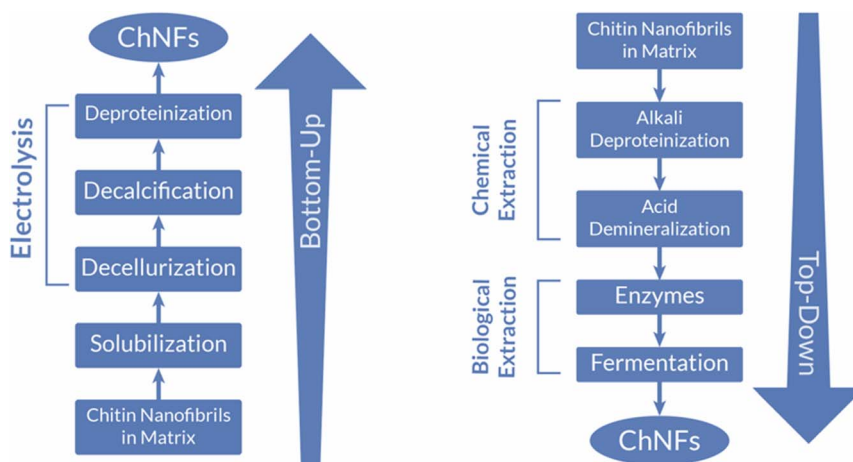 ChNFs
Deproteinization
Decalcification
Decellurization
Solubilization
Chitin Nanofibrils
in Matrix
Electrolysis
Bottom-Up
Chitin Nanofibrils
in Matrix
Alkali
Deproteinization
Acid
Demineralization
Enzymes
Fermentation
ChNFs
Chemical
Extraction
Biological
Extraction
Top-Down